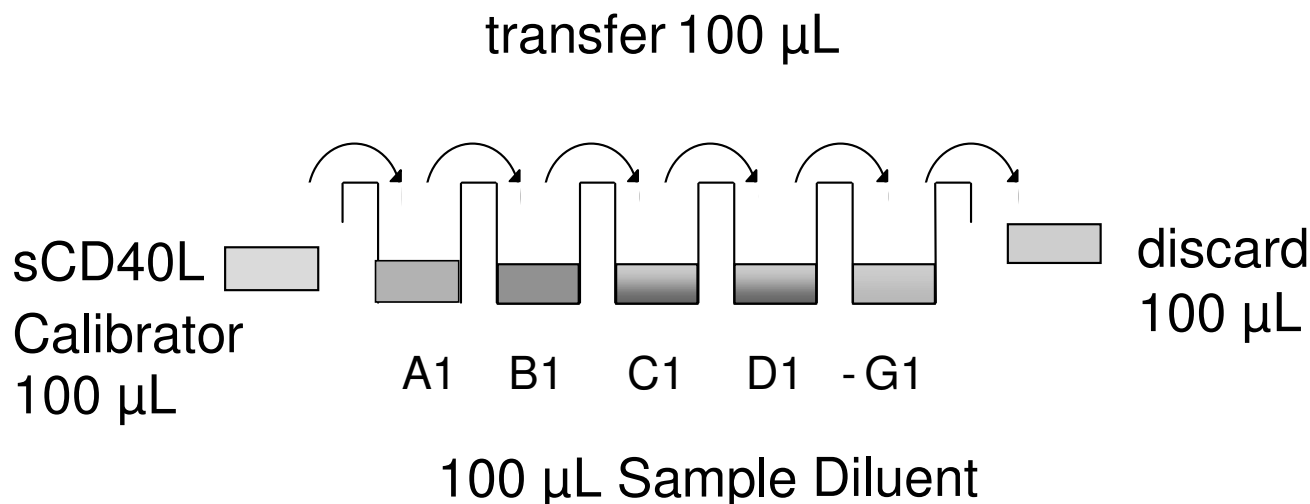 transfer 100 µL
sCD40L
Calibrator
100 µL
discard
100 µL
A1 B1 C1 D1 - G1
100 µL Sample Diluent